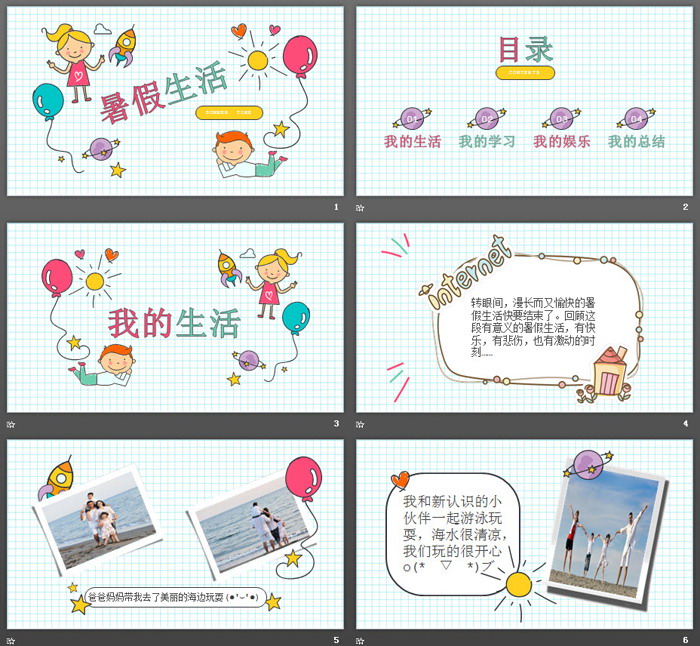 暑假生活
SUMMER TIME
1
目录
CONTENTS
01
02
03
04
我的生活
我的学习
我的娱乐
我的总结
2
我的生活
3
Internet
转眼间，漫长而又愉快的暑
假生活快要结束了。回顾这
段有意义的暑假生活，有快
乐，有悲伤，也有激动的时
刻……
4
爸爸妈妈带我去了美丽的海边玩耍(●'◡'●)
5
我和新认识的小
伙伴一起游泳玩
耍，海水很清凉，
我们玩的很开心
o(*　▽　*)ブ
6